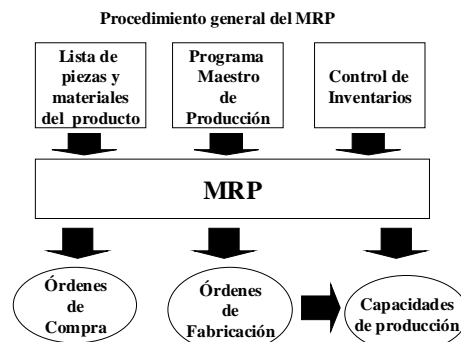 Procedimiento general del MRP
Lista de
piezas y
materiales
del producto
Programa
Maestro
de
Producción
Control de
Inventarios
MRP
Órdenes
de
Compra
Órdenes
de
Fabricación
Capacidades
de producción